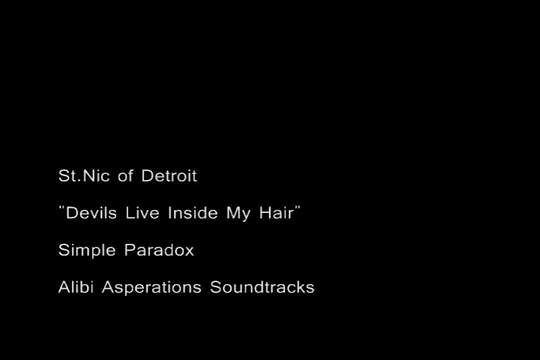 St.Nic of Detroit
"Devils Live Inside My Hair"
Simple Paradox
Alibi Asperations Soundtracks